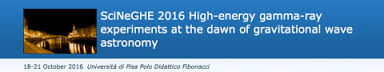 SciNeGHE 2016 High-energy gamma-ray
experiments at the dawn of gravitational wave
astronomy
18-21 October 2016. Università di Pisa Polo Didattico Fibonacci